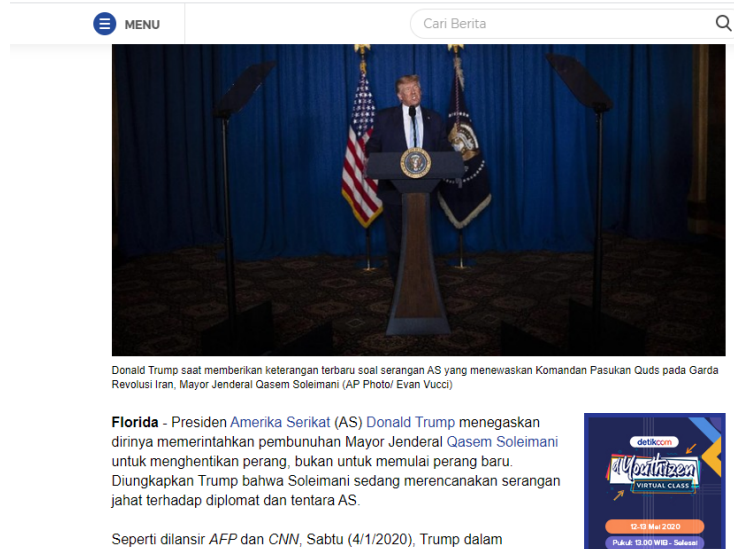 MENU
Cari Berita
Donald Trump saat memberikan keterangan terbaru soal serangan AS yang menewaskan Komandan Pasukan Quds pada Garda
Revolusi Iran, Mayor Jenderal Qasem Soleimani (AP Photo/ Evan Vucci)
Florida - Presiden Amerika Serikat (AS) Donald Trump menegaskan
dirinya memerintahkan pembunuhan Mayor Jenderal Qasem Soleimani
untuk menghentikan perang, bukan untuk memulai perang baru.
Diungkapkan Trump bahwa Soleimani sedang merencanakan serangan
jahat terhadap diplomat dan tentara AS.
Seperti dilansir AFP dan CNN, Sabtu (4/1/2020), Trump dalam
detikcom
d'Youthizen
VIRTUAL CLASS
12-13 Mei 2020
Pukul: 13.00 WIB - Selesai